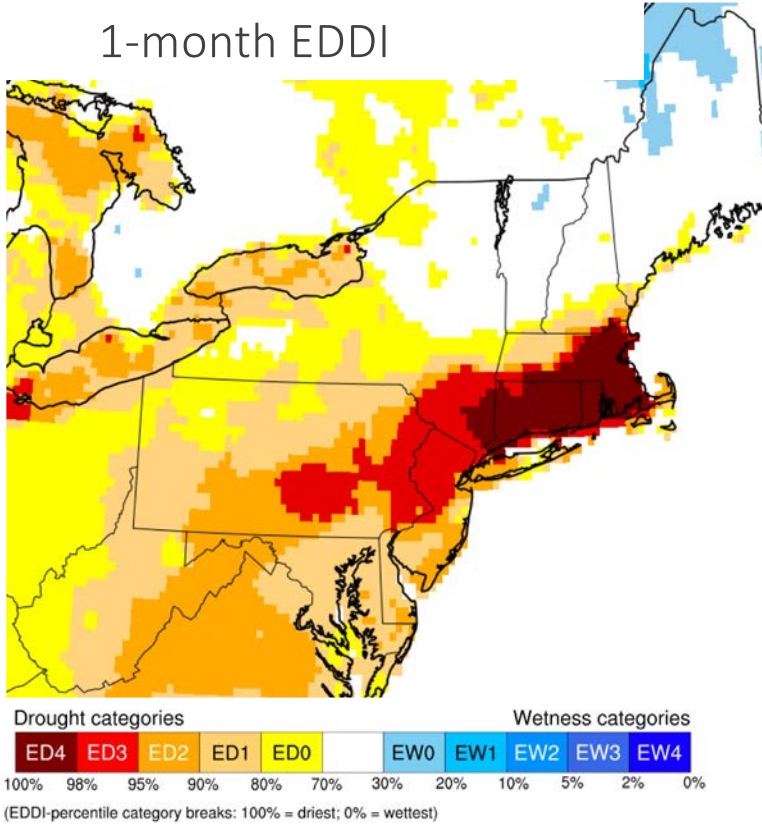 1-month EDDI
Drought categories Wetness categories
ED4 ED3 ED2 ED1 ED0 EW0 EW1 EW2 EW3 EW4
100% 98% 95% 90% 80% 70% 30% 20% 10% 5% 2% 0%
(EDDI-percentile category breaks: 100% = driest; 0% = wettest)